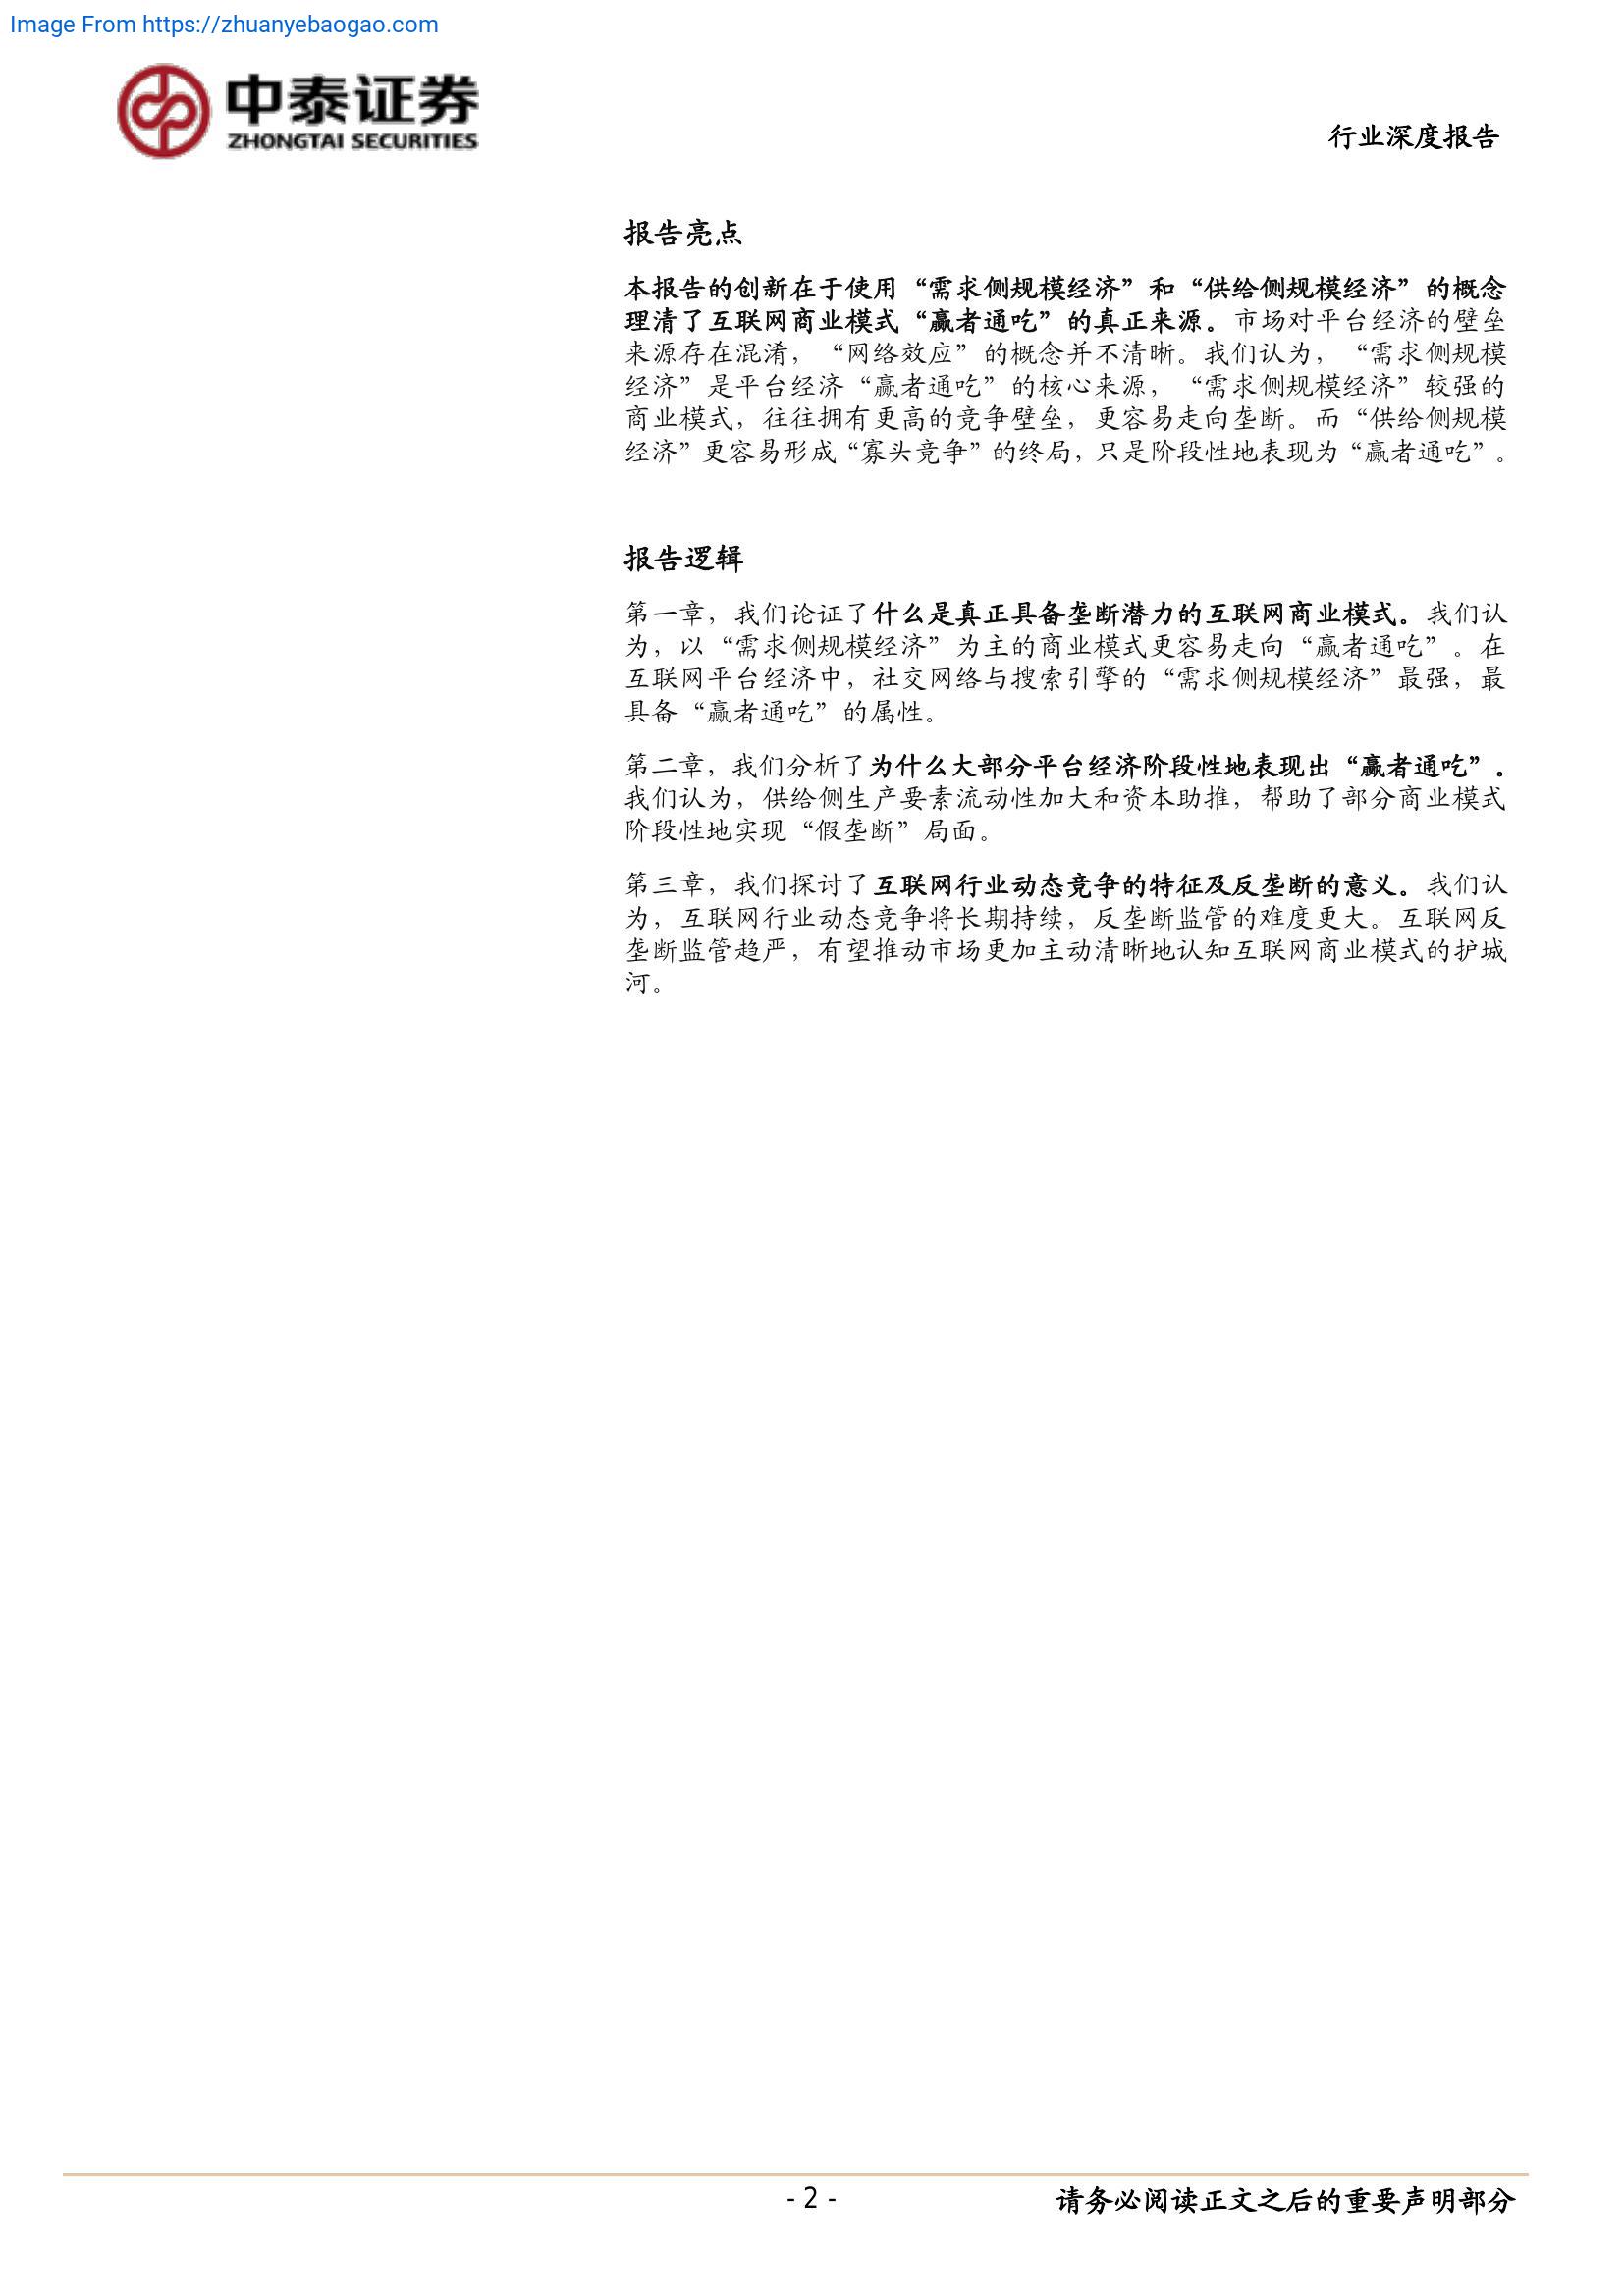 Image From https://zhuanyebaogao.com
中泰证券
ZHONGTAI SECURITIES
行业深度报告
报告亮点
本报告的创新在于使用“需求侧规模经济”和“供给侧规模经济”的概念
理清了互联网商业模式“赢者通吃”的真正来源。市场对平台经济的壁垒
来源存在混淆，“网络效应”的概念并不清晰。我们认为，“需求侧规模
经济”是平台经济“赢者通吃”的核心来源，“需求侧规模经济”较强的
商业模式，往往拥有更高的竞争壁垒，更容易走向垄断。而“供给侧规模
经济”更容易形成“寡头竞争”的终局，只是阶段性地表现为“赢者通吃”。
报告逻辑
第一章，我们论证了什么是真正具备垄断潜力的互联网商业模式。我们认
为，以“需求侧规模经济”为主的商业模式更容易走向“赢者通吃”。在
互联网平台经济中，社交网络与搜索引擎的“需求侧规模经济”最强，最
具备“赢者通吃”的属性。
第二章，我们分析了为什么大部分平台经济阶段性地表现出“赢者通吃”。
我们认为，供给侧生产要素流动性加大和资本助推，帮助了部分商业模式
阶段性地实现“假垄断”局面。
第三章，我们探讨了互联网行业动态竞争的特征及反垄断的意义。我们认
为，互联网行业动态竞争将长期持续，反垄断监管的难度更大。互联网反
垄断监管趋严，有望推动市场更加主动清晰地认知互联网商业模式的护城
河。
- 2 -
请务必阅读正文之后的重要声明部分